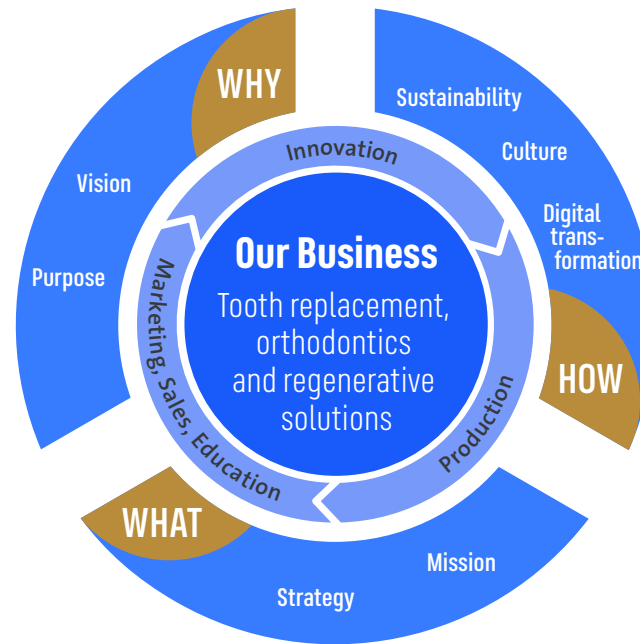 WHY
Vision
Purpose
Sustainability
Culture
Digital
trans-
formation
HOW
Innovation
Production
Marketing, Sales, Education
Our Business
Tooth replacement,
orthodontics
and regenerative
solutions
WHAT
Strategy
Mission